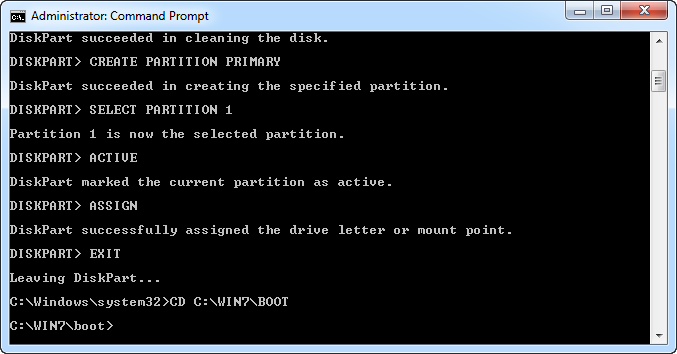 Administrator: Command Prompt
DiskPart succeeded in cleaning the disk.
DISKPART> CREATE PARTITION PRIMARY
DiskPart succeeded in creating the specified partition.
DISKPART> SELECT PARTITION 1
Partition 1 is now the selected partition.
DISKPART> ACTIVE
DiskPart marked the current partition as active.
DISKPART> ASSIGN
DiskPart successfully assigned the drive letter or mount point.
DISKPART> EXIT
Leaving DiskPart...
C:\Windows\system32>CD C:\WIN7\BOOT
C:\WIN7\boot>